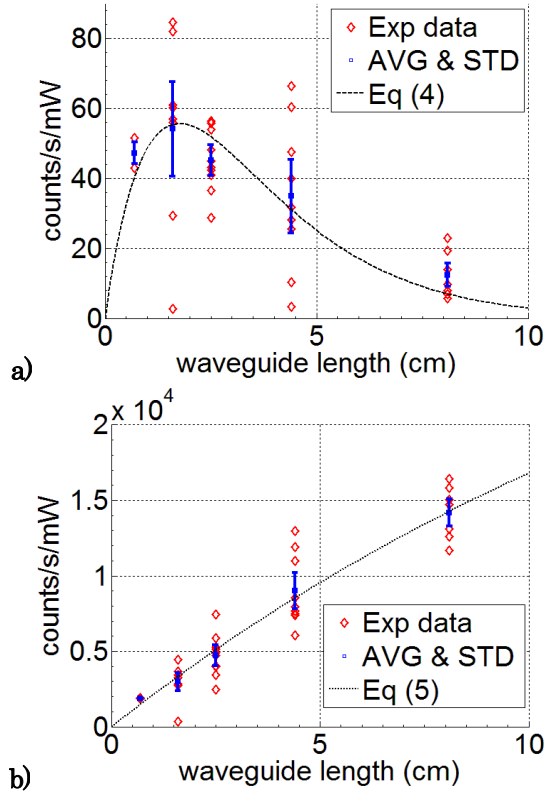 80
60
40
20
0
counts/s/mW
Exp data
AVG & STD
Eq (4)
0 5 10
waveguide length (cm)
a)
2 x 10^4
1.5
1
0.5
0
counts/s/mW
Exp data
AVG & STD
Eq (5)
0 5 10
waveguide length (cm)
b)